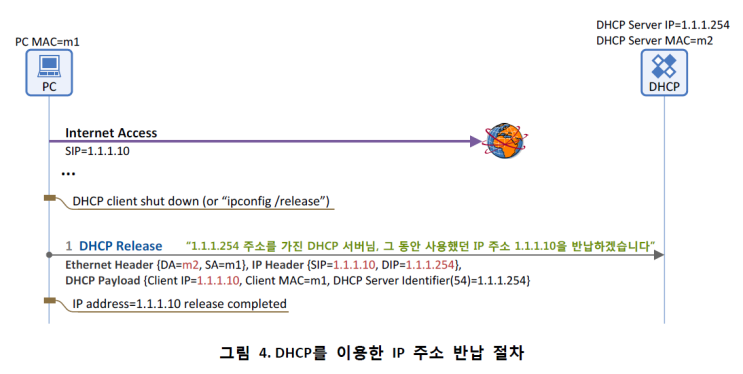 DHCP Server IP=1.1.1.254
PC MAC=m1
DHCP Server MAC=m2
PC
DHCP
Internet Access
SIP=1.1.1.10
...
DHCP client shut down (or “ipconfig /release”)
1 DHCP Release “1.1.1.254 주소를 가진 DHCP 서버님, 그 동안 사용했던 IP 주소 1.1.1.10을 반납하겠습니다”
Ethernet Header {DA=m2, SA=m1}, IP Header {SIP=1.1.1.10, DIP=1.1.1.254},
DHCP Payload {Client IP=1.1.1.10, Client MAC=m1, DHCP Server Identifier(54)=1.1.1.254}
IP address=1.1.1.10 release completed
그림 4. DHCP를 이용한 IP 주소 반납 절차